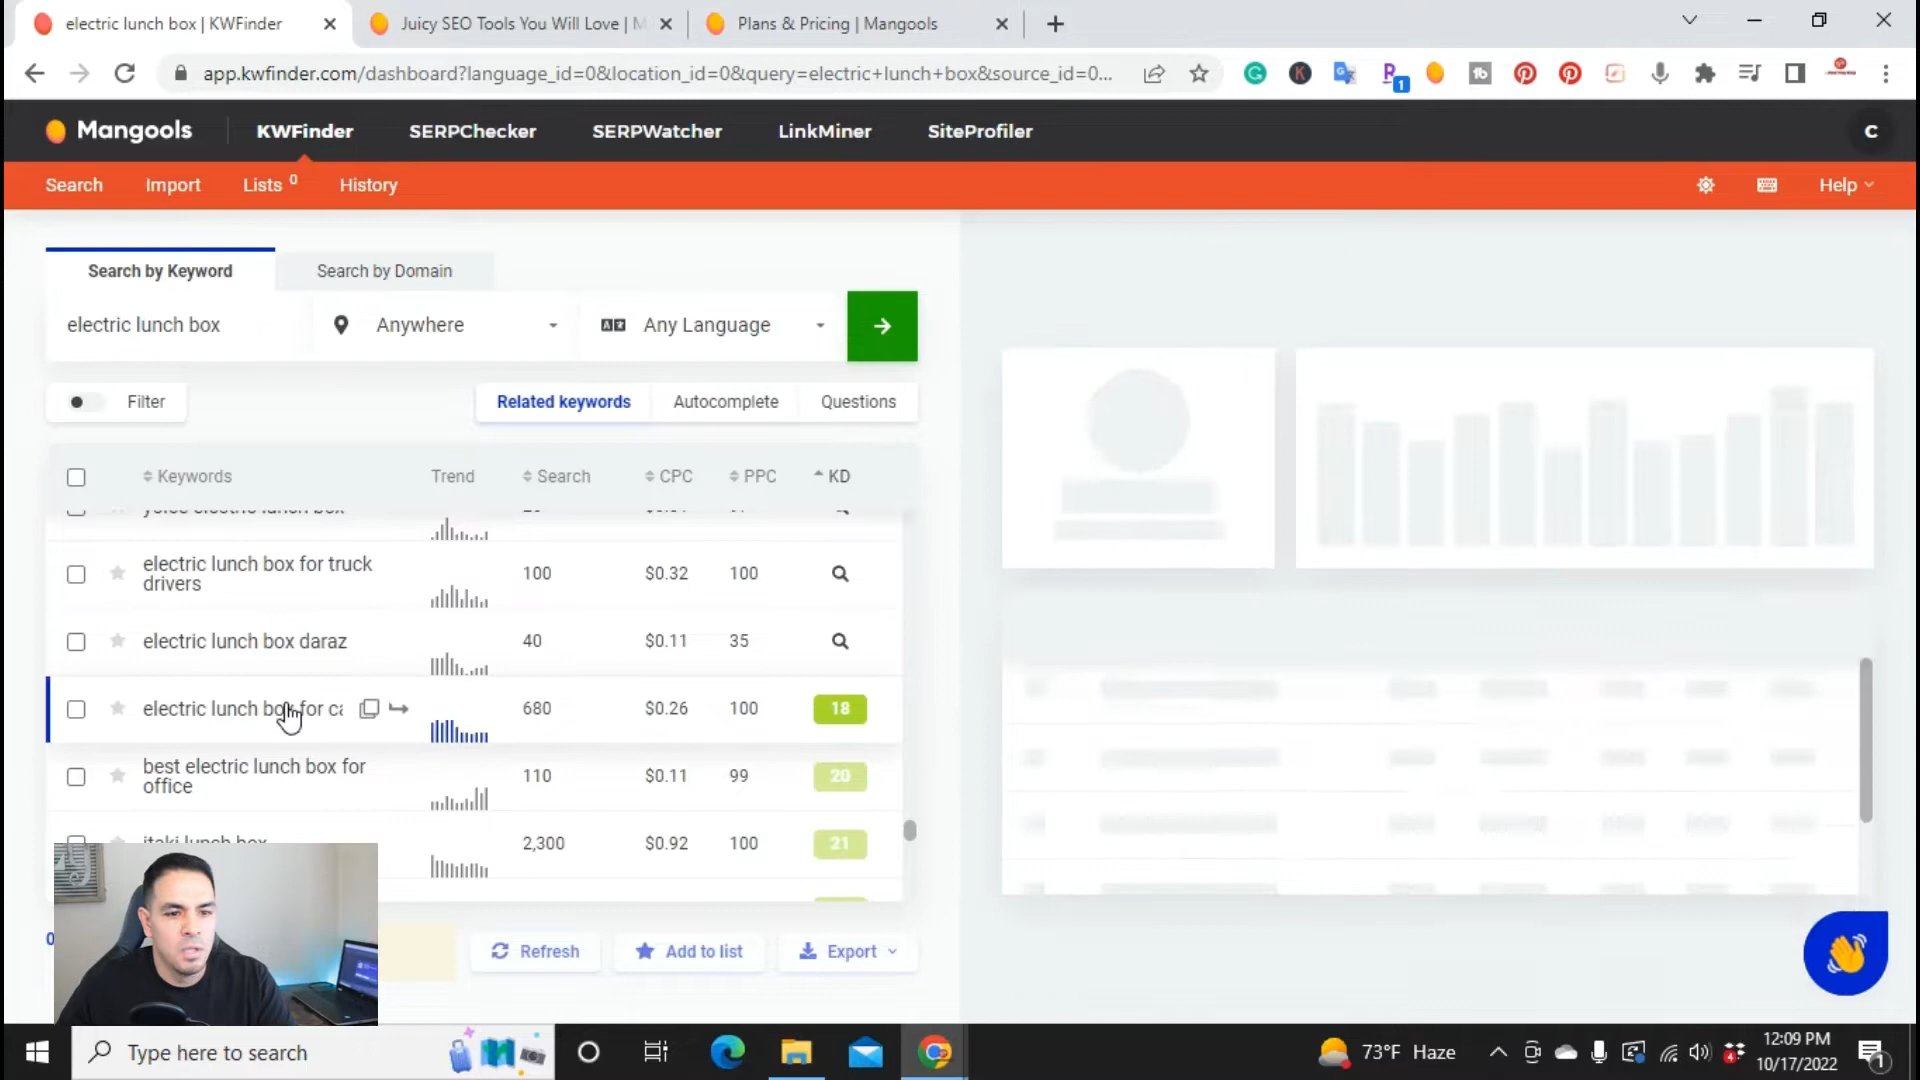 electric lunch box | KWFinder
Juicy SEO Tools You Will Love | M
Plans & Pricing | Mangools
app.kwfinder.com/dashboard?language_id=0&location_id=0&query=electric+lunch+box&source_id=0...
1
Mangools
KWFinder
SERPChecker
SERPWatcher
LinkMiner
SiteProfiler
C
Search
Import
Lists 0
History
Help
Search by Keyword
Search by Domain
electric lunch box
Anywhere
Any Language
Filter
Related keywords
Autocomplete
Questions
Keywords
Trend
Search
CPC
PPC
KD
electric lunch box for truck
drivers
100
$0.32
100
electric lunch box daraz
40
$0.11
35
electric lunch box for ca
680
$0.26
100
18
best electric lunch box for
office
110
$0.11
99
20
2,300
$0.92
100
21
0
Refresh
Add to list
Export
Type here to search
73°F Haze
4
12:09 PM
10/17/2022
1